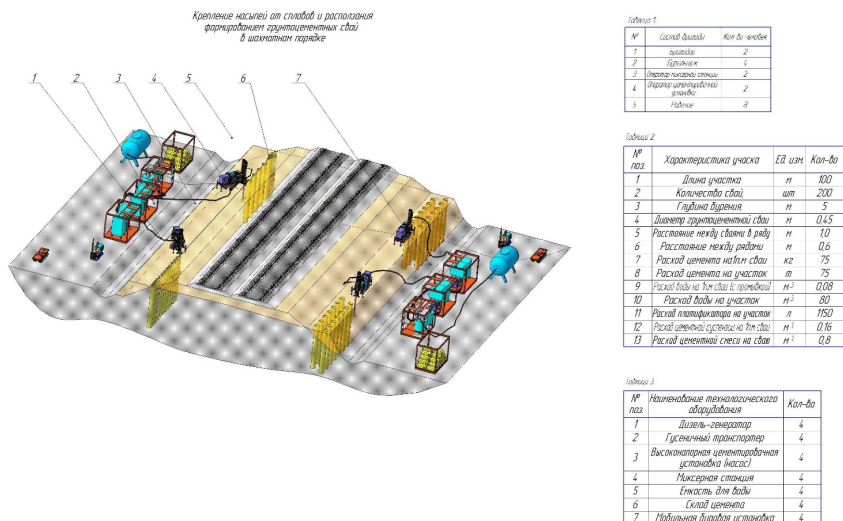 Крепление насыпей от сплавов и расползания
формированием грунтоцементных свай
в шахматном порядке
1 2 3 4 5 6 7
Таблица 1.
№ Состав бригады Кол-во человек
1 Бригадир 2
2 Бурильщик 4
3 Оператор миксерной станции 2
4 Оператор цементировочной
установки 2
5 Рабочие 8
Таблица 2.
№
поз. Характеристика участка Ед. изм. Кол-во
1 Длина участка м 100
2 Количество свай, шт 200
3 Глубина бурения, м 5
4 Диаметр грунтоцементной сваи м 0,45
5 Расстояние между сваями в ряду м 1,0
6 Расстояние между рядами м 0,6
7 Расход цемента на 1п.м сваи кг 75
8 Расход цемента на участок т 75
9 Расход воды на 1п.м сваи (с промывкой) м³ 0,08
10 Расход воды на участок м³ 80
11 Расход платификатора на участок л 1150
12 Расход цементной суспензии на 1п.м сваи м³ 0,16
13 Расход цементной смеси на сваю м³ 0,8
Таблица 3.
№
поз. Наименование технологического
оборудования Кол-во
1 Дизель-генератор 4
2 Гусеничный транспортер 4
3 Высоконапорная цементировочная
установка (насос) 4
4 Миксерная станция 4
5 Емкость для воды 4
6 Склад цемента 4
7 Мобильная буровая установка 4